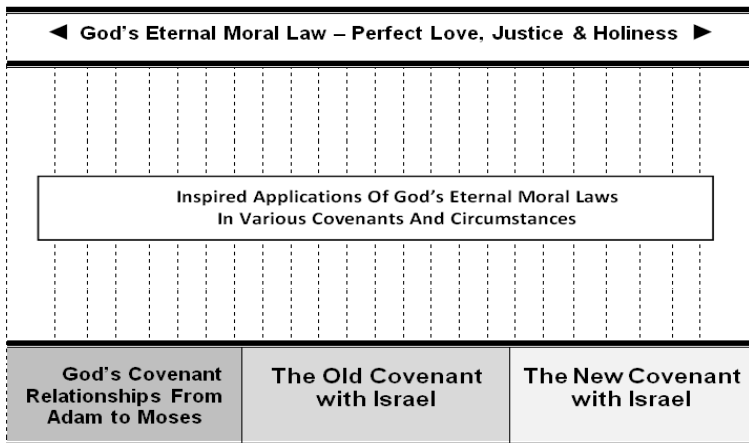 ◄ God's Eternal Moral Law – Perfect Love, Justice & Holiness ►
Inspired Applications Of God's Eternal Moral Laws
In Various Covenants And Circumstances
God's Covenant
Relationships From
Adam to Moses
The Old Covenant
with Israel
The New Covenant
with Israel